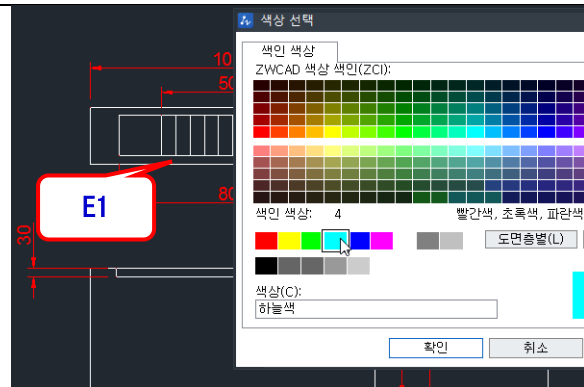 색상 선택
색인 색상
ZWCAD 색상 색인(ZCI):
10
50
E1
80
30
색인 색상: 4
빨간색, 초록색, 파란색
도면층별(L)
색상(C):
하늘색
확인
취소